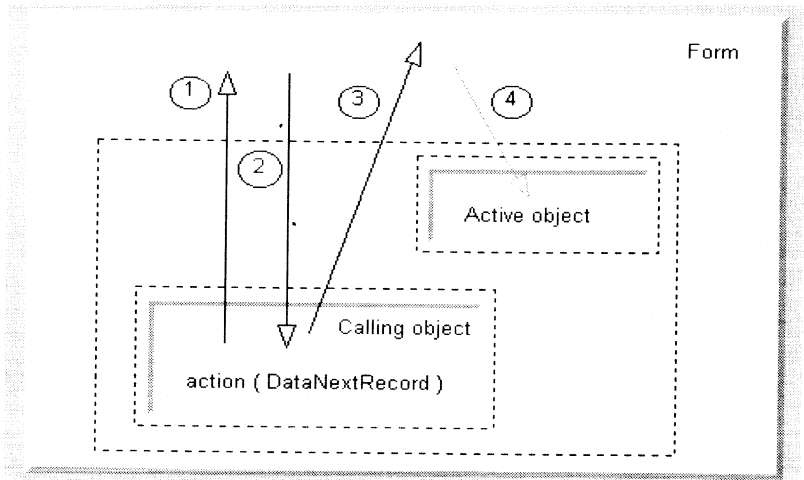 Form
1
2
3
4
Active object
Calling object
action ( DataNextRecord )